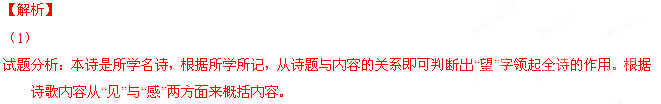 【解析】
（1）
试题分析：本诗是所学名诗，根据所学所记，从诗题与内容的关系即可判断出“望”字领起全诗的作用。根据
诗歌内容从“见”与“感”两方面来概括内容。